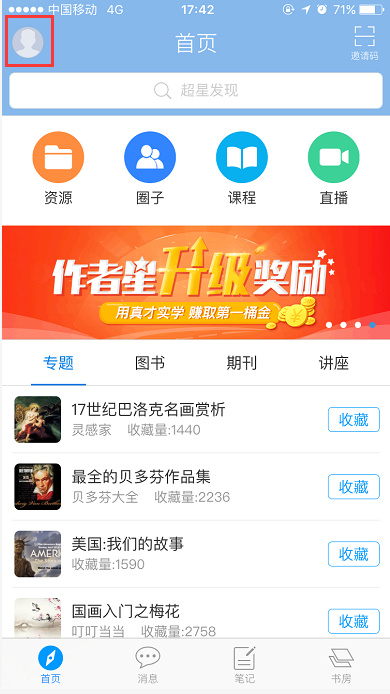 中国移动 4G 17:42 71%
首页
邀请码
超星发现
资源 圈子 课程 直播
作者星升级奖励
用真才实学 赚取第一桶金
专题 图书 期刊 讲座
17世纪巴洛克名画赏析
灵感家 收藏量:1440
收藏
最全的贝多芬作品集
贝多芬大全 收藏量:2236
收藏
美国:我们的故事
收藏量:1590
收藏
国画入门之梅花
叮叮当当 收藏量:2758
收藏
首页 消息 笔记 书房